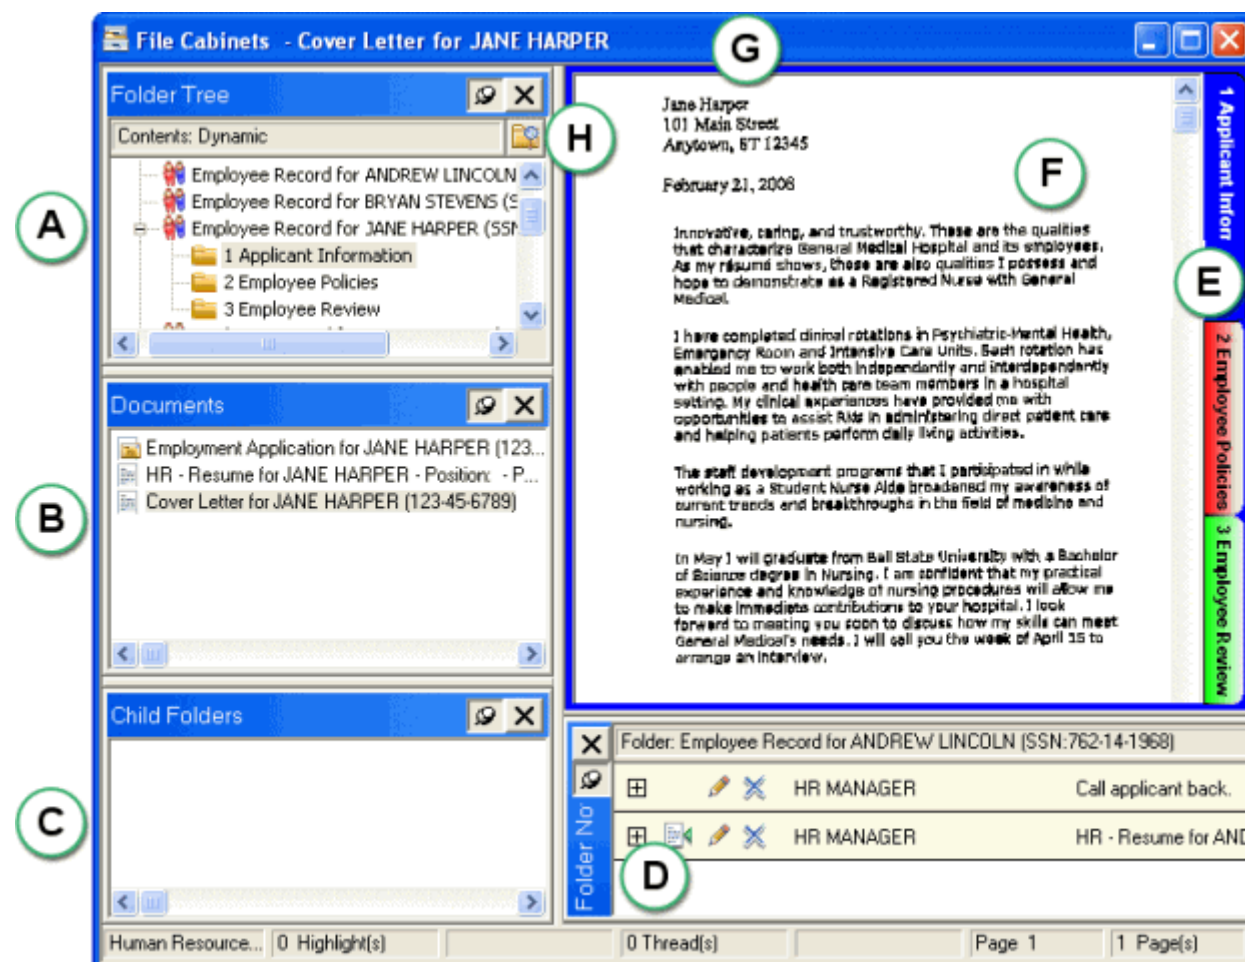 File Cabinets - Cover Letter for JANE HARPER
G
Folder Tree
H
Contents: Dynamic
A
Employee Record for ANDREW LINCOLN
Employee Record for BRYAN STEVENS (S
Employee Record for JANE HARPER (SSN
1 Applicant Information
2 Employee Policies
3 Employee Review
B
Documents
Employment Application for JANE HARPER (123...
HR - Resume for JANE HARPER - Position: - P...
Cover Letter for JANE HARPER (123-45-6789)
C
Child Folders
F
Jane Harper
101 Main Street
Anytown, ST 12345
February 21, 2006
Innovative, caring, and trustworthy. These are the qualities
that characterize General Medical Hospital and its employees.
As my résumé shows, these are also qualities I possess and
hope to demonstrate as a Registered Nurse with General
Medical.
I have completed clinical rotations in Psychiatric-Mental Health,
Emergency Room and Intensive Care Units. Each rotation has
enabled me to work both independently and interdependently
with people and health care team members in a hospital
setting. My clinical experiences have provided me with
opportunities to assist RNs in administering direct patient care
and helping patients perform daily living activities.
The staff development programs that I participated in while
working as a Student Nurse Aide broadened my awareness of
current trends and breakthroughs in the field of medicine and
nursing.
In May I will graduate from Ball State University with a Bachelor
of Science degree in Nursing. I am confident that my practical
experience and knowledge of nursing procedures will allow me
to make immediate contributions to your hospital. I look
forward to meeting you soon to discuss how my skills can meet
General Medical's needs. I will call you the week of April 15 to
arrange an interview.
E
1 Applicant Inforr
2 Employee Policies
3 Employee Review
Folder No
D
Folder: Employee Record for ANDREW LINCOLN (SSN:762-14-1968)
HR MANAGER Call applicant back.
HR MANAGER HR - Resume for AND
Human Resource... 0 Highlight(s) 0 Thread(s) Page 1 1 Page(s)